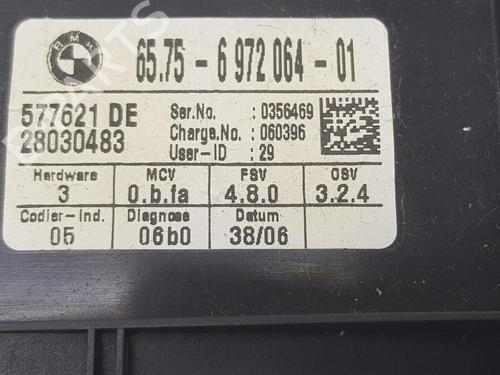 BMW
65.75 - 6 972 064 - 01
577621 DE
28030483
Ser.No. : 0356469
Charge.No. : 060396
User-ID : 29
Hardware MCV FSV OSV
3 0.b.fa 4.8.0 3.2.4
Codier-Ind. Diagnose Datum
05 06b0 38/06